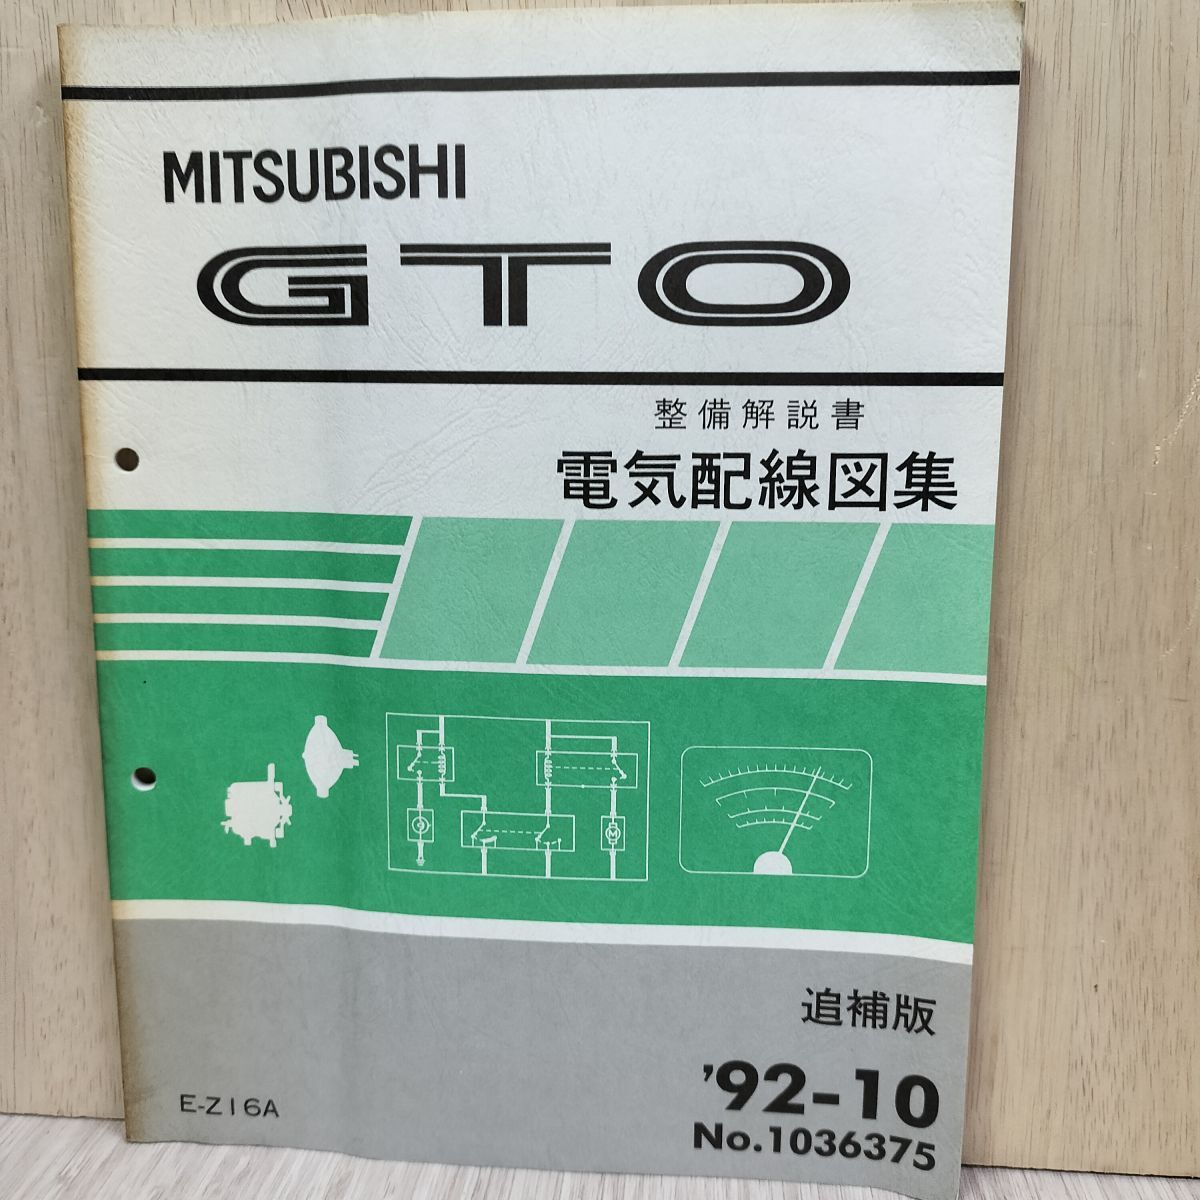 MITSUBISHI
GTO
整備解説書
電気配線図集
M
追補版
'92-10
E-Z16A
No.1036375